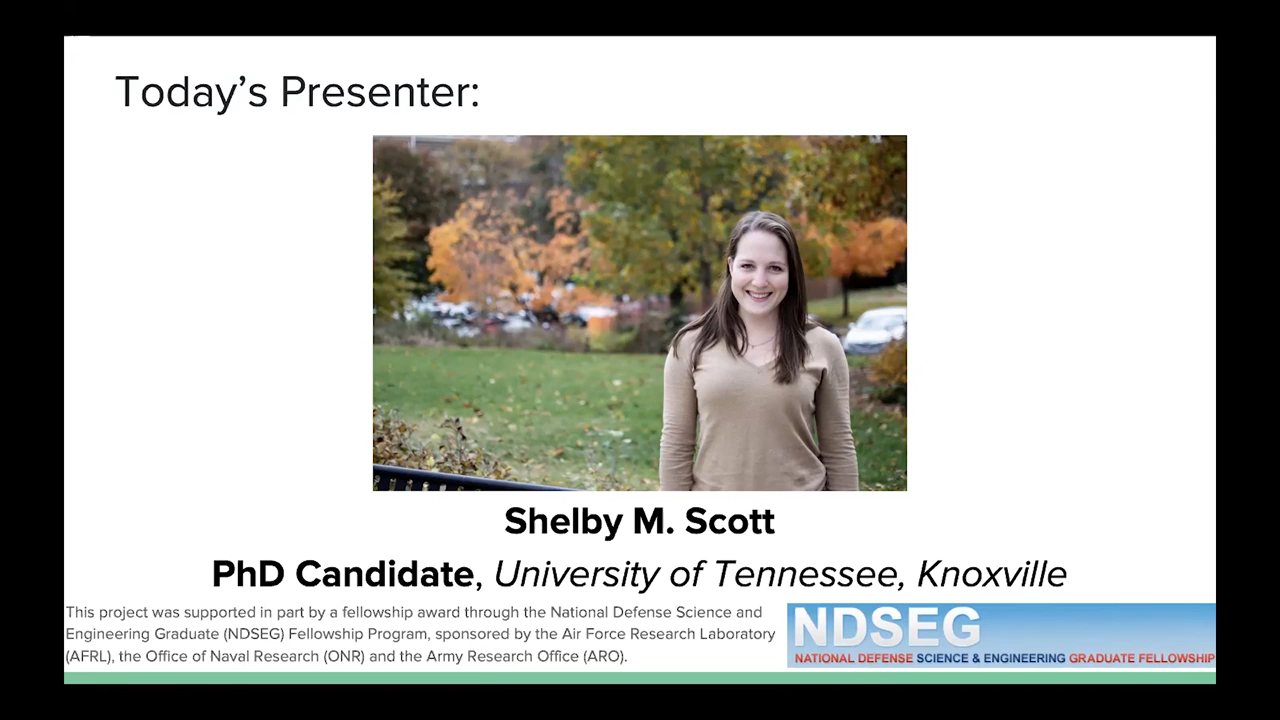 Today's Presenter:
Shelby M. Scott
PhD Candidate, University of Tennessee, Knoxville
This project was supported in part by a fellowship award through the National Defense Science and
Engineering Graduate (NDSEG) Fellowship Program, sponsored by the Air Force Research Laboratory
(AFRL), the Office of Naval Research (ONR) and the Army Research Office (ARO).
NDSEG
NATIONAL DEFENSE SCIENCE & ENGINEERING GRADUATE FELLOWSHIP